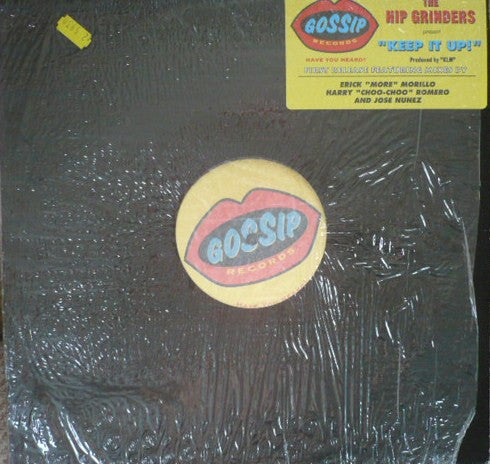 THE
HIP GRINDERS
present
"KEEP IT UP!"
Produced by "KLM"
GOSSIP
RECORDS
HAVE YOU HEARD?
FIRST RELEASE FEATURING MIXES BY
ERICK "MORE" MORILLO
HARRY "CHOO-CHOO" ROMERO
AND JOSE NUNEZ
GOSSIP
RECORDS